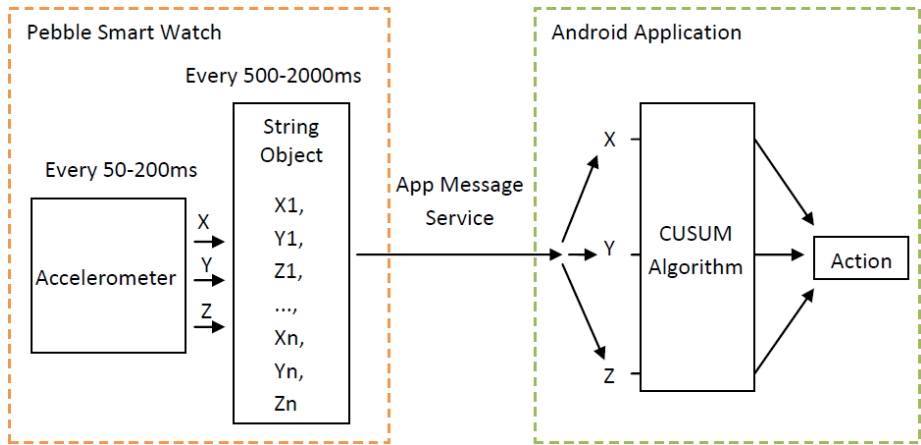 Pebble Smart Watch
Every 500-2000ms
String
Object
X1,
Y1,
Z1,
...,
Xn,
Yn,
Zn
Every 50-200ms
Accelerometer
X
Y
Z
App Message
Service
Android Application
X
Y
Z
CUSUM
Algorithm
Action